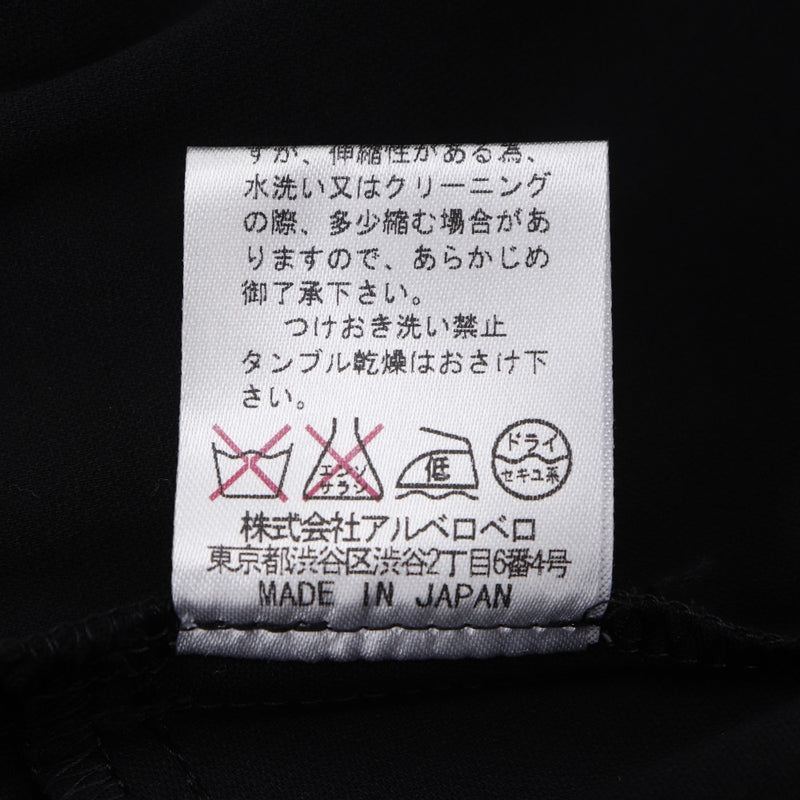 すが、伸縮性がある為、
水洗い又はクリーニング
の際、多少縮む場合があ
りますので、あらかじめ
御了承下さい。
つけおき洗い禁止
タンブル乾燥はおさけ下
さい。
エンソ
サラシ
低
ドライ
セキユ系
株式会社アルベロベロ
東京都渋谷区渋谷2丁目6番4号
MADE IN JAPAN